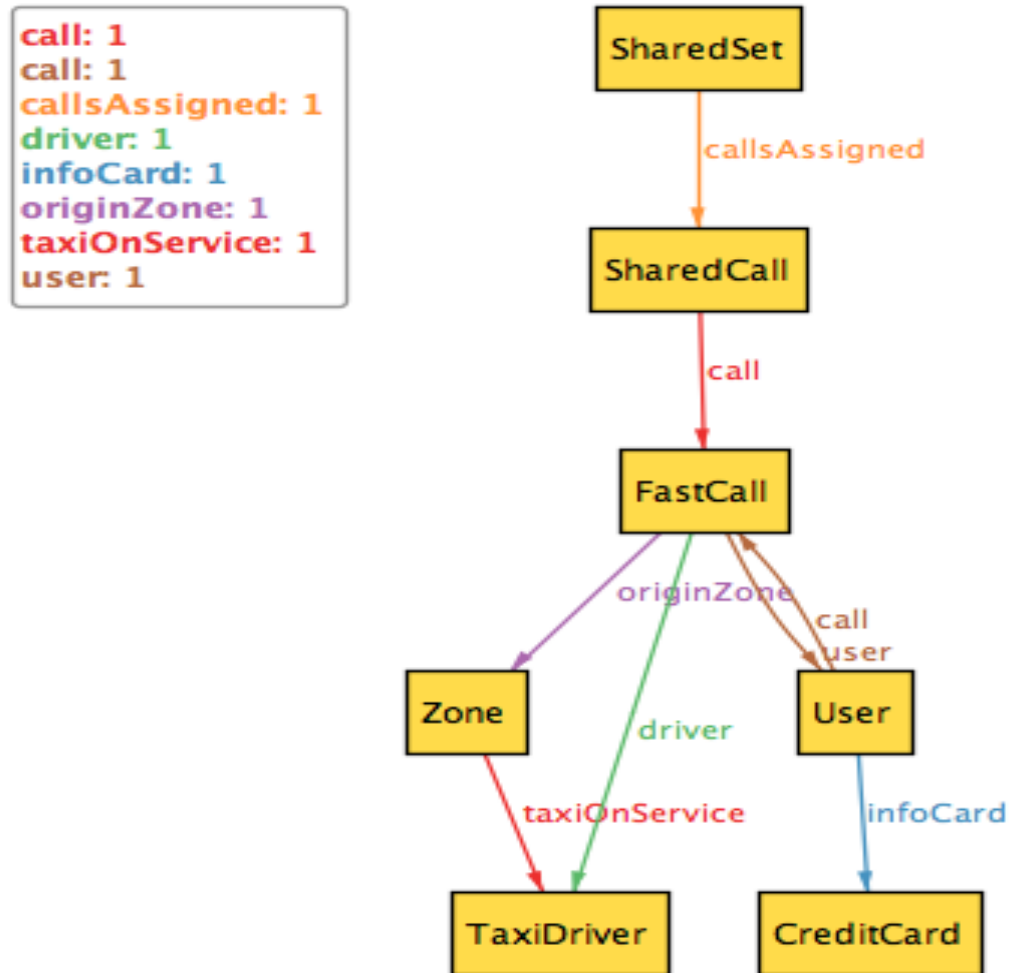 call: 1
call: 1
callsAssigned: 1
driver: 1
infoCard: 1
originZone: 1
taxiOnService: 1
user: 1
SharedSet
callsAssigned
SharedCall
call
FastCall
originZone
call
user
Zone
driver
User
taxiOnService
infoCard
TaxiDriver
CreditCard